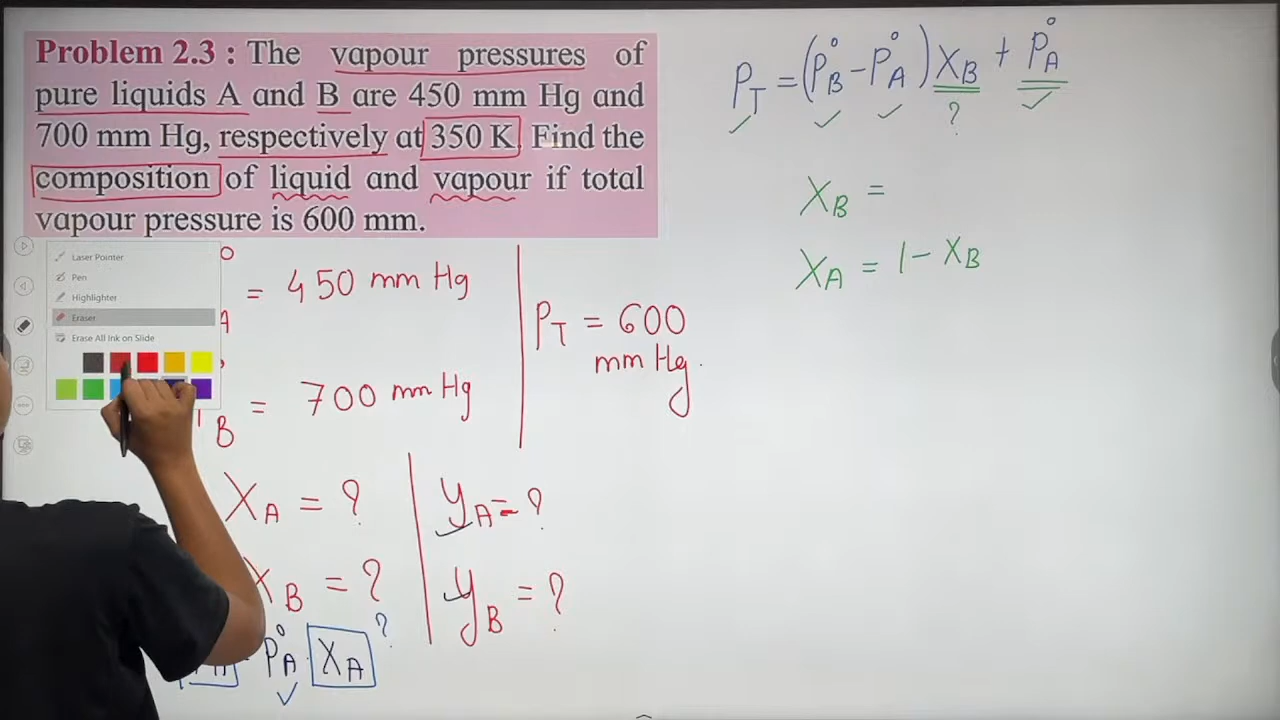 Problem 2.3 : The vapour pressures of
pure liquids A and B are 450 mm Hg and
700 mm Hg, respectively at 350 K. Find the
composition of liquid and vapour if total
vapour pressure is 600 mm.
P_T = (P°_B - P°_A) X_B + P°_A
?
X_B =
X_A = 1 - X_B
Laser Pointer
Pen
Highlighter
Eraser
Erase All Ink on Slide
°
A = 450 mm Hg
B = 700 mm Hg
P_T = 600
mm Hg.
X_A = ?
X_B = ?
y_A = ?
y_B = ?
P°_A X_A ?